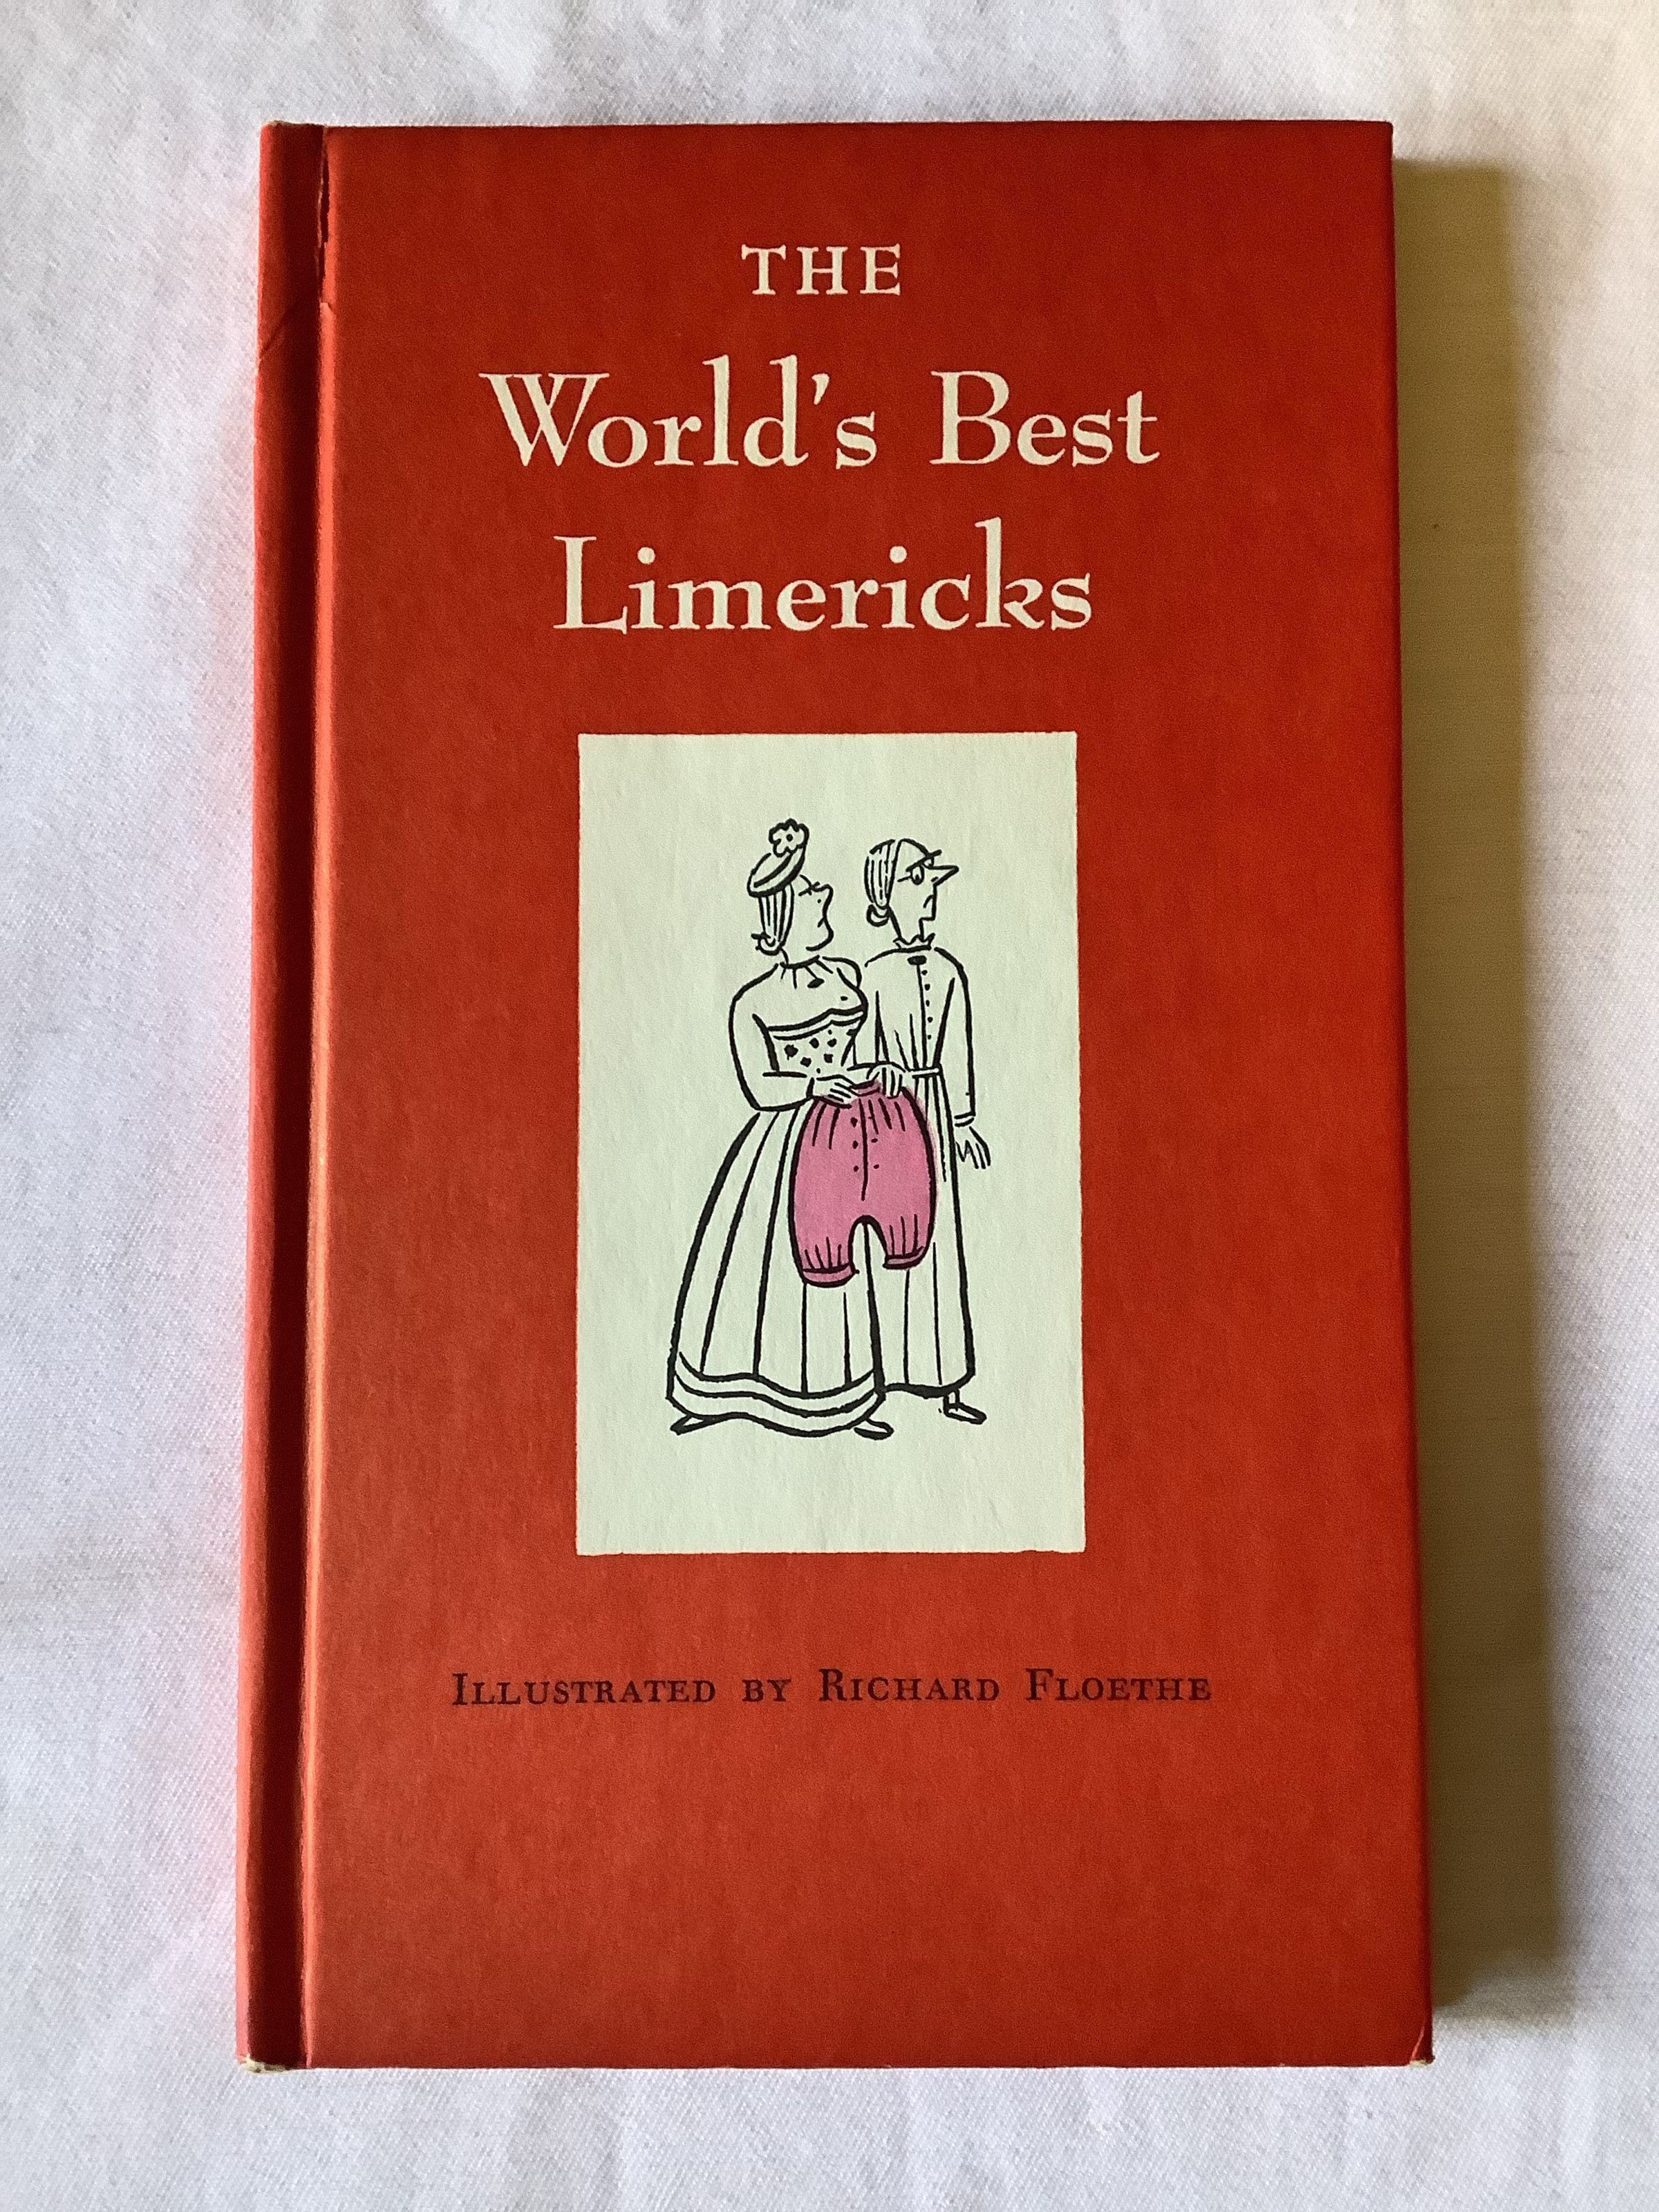 THE
World's Best
Limericks
ILLUSTRATED BY RICHARD FLOETHE